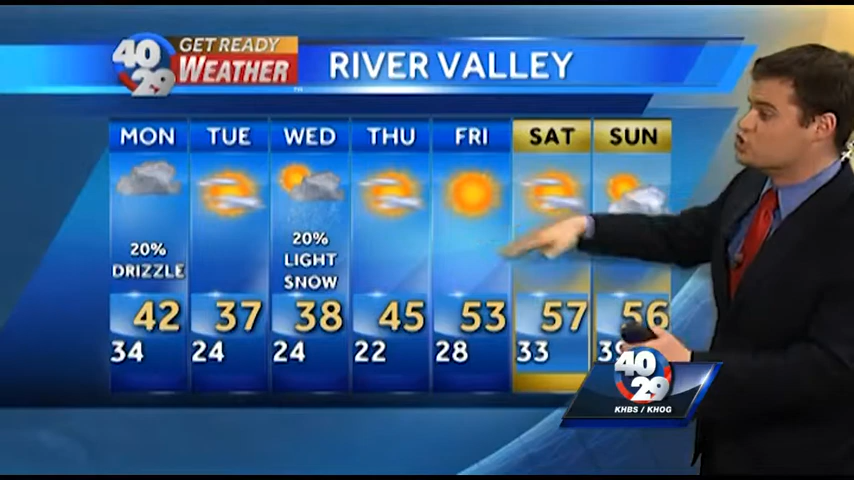 40
29
GET READY
WEATHER
RIVER VALLEY
MON TUE WED THU FRI SAT SUN
20%
DRIZZLE
20%
LIGHT
SNOW
42 37 38 45 53 57 56
34 24 24 22 28 33
40
29
KHBS / KHOG